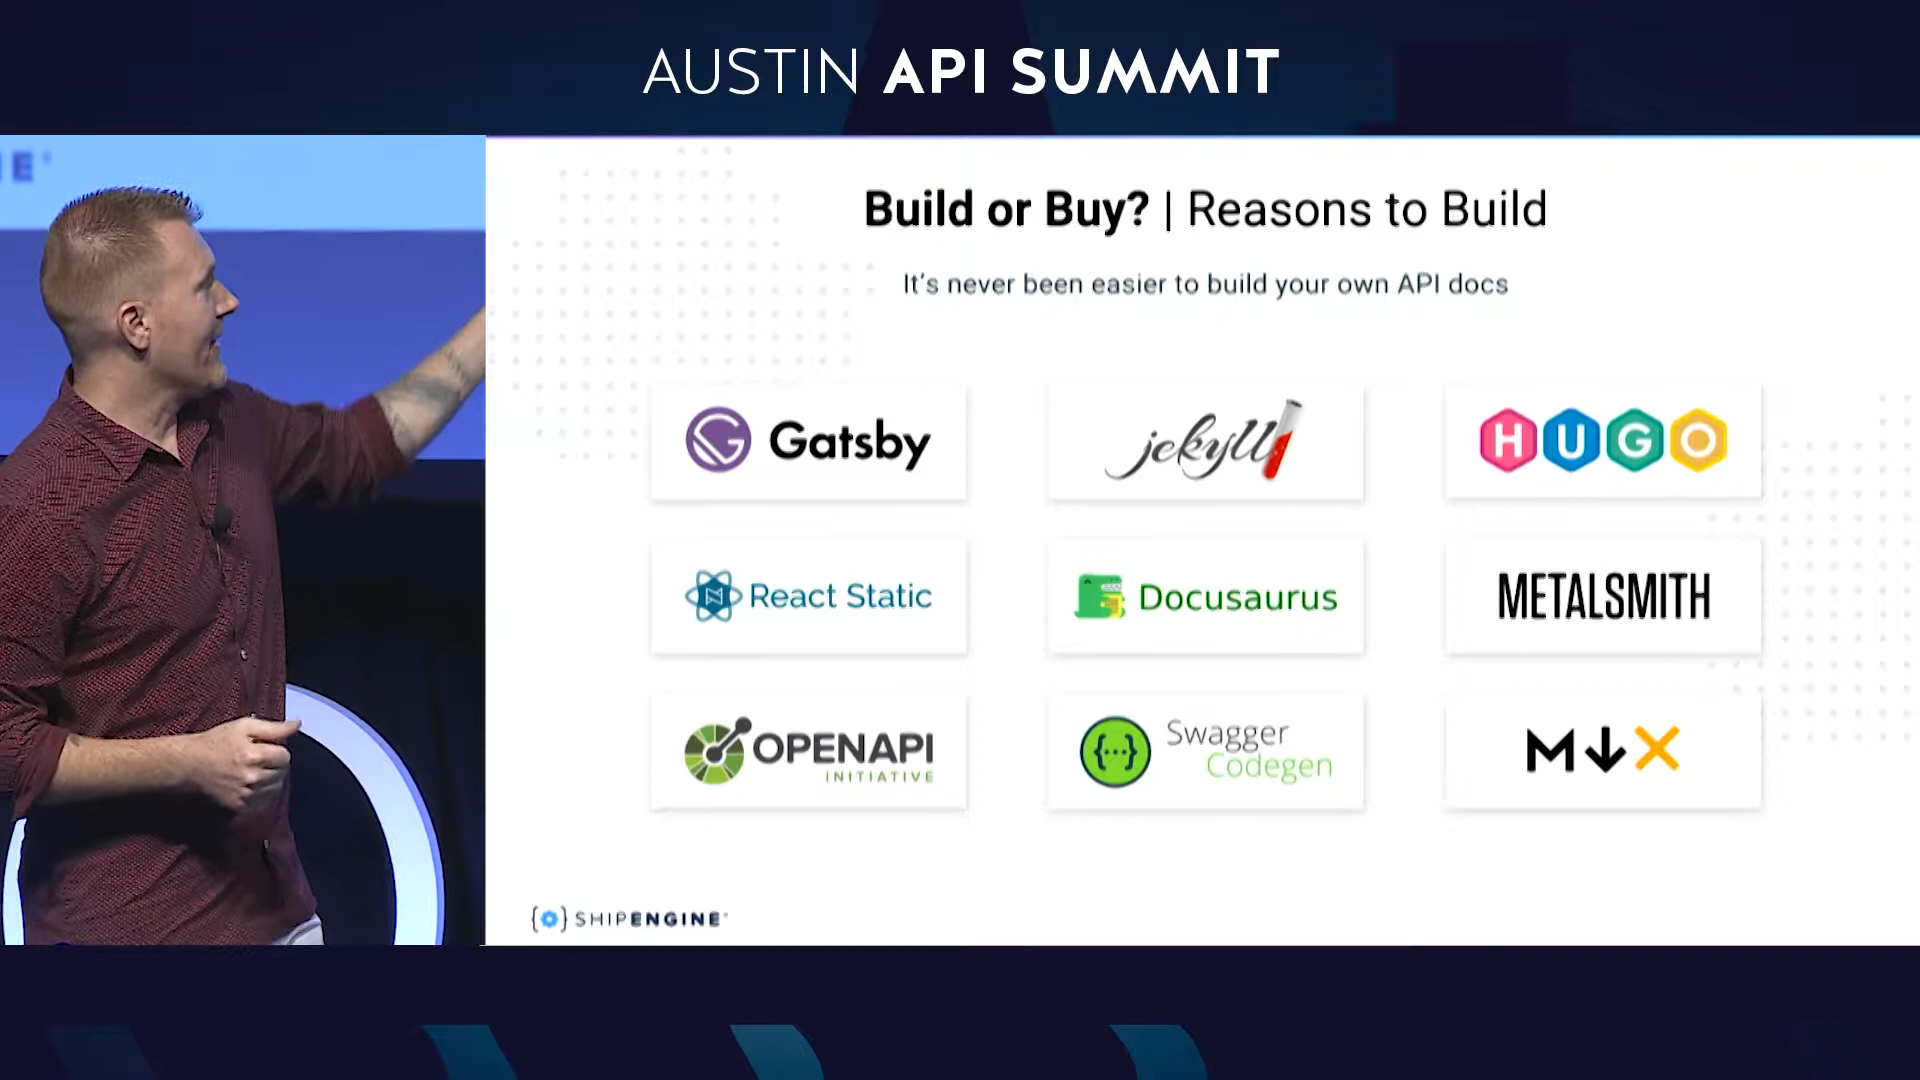 AUSTIN API SUMMIT
E
Build or Buy? | Reasons to Build
It's never been easier to build your own API docs
Gatsby
jekyll
HUGO
React Static
Docusaurus
METALSMITH
OPENAPI
INITIATIVE
{···} Swagger
Codegen
M↓X
{ } SHIPENGINE